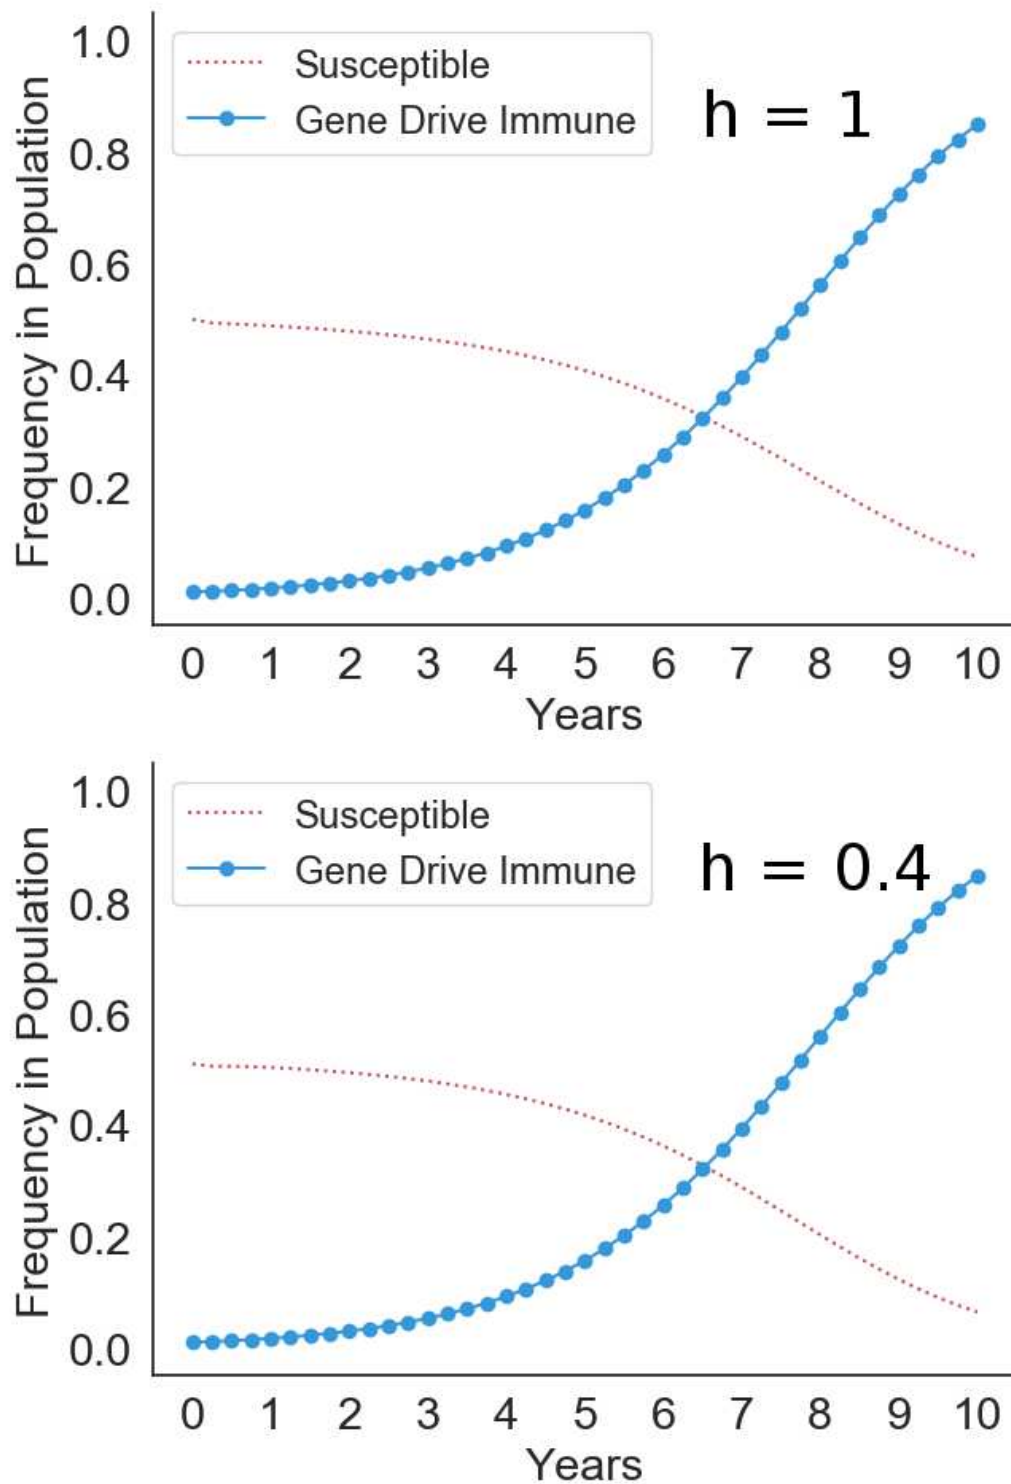 Susceptible
Gene Drive Immune
h = 1
Frequency in Population
1.0
0.8
0.6
0.4
0.2
0.0
0 1 2 3 4 5 6 7 8 9 10
Years
Susceptible
Gene Drive Immune
h = 0.4
Frequency in Population
1.0
0.8
0.6
0.4
0.2
0.0
0 1 2 3 4 5 6 7 8 9 10
Years